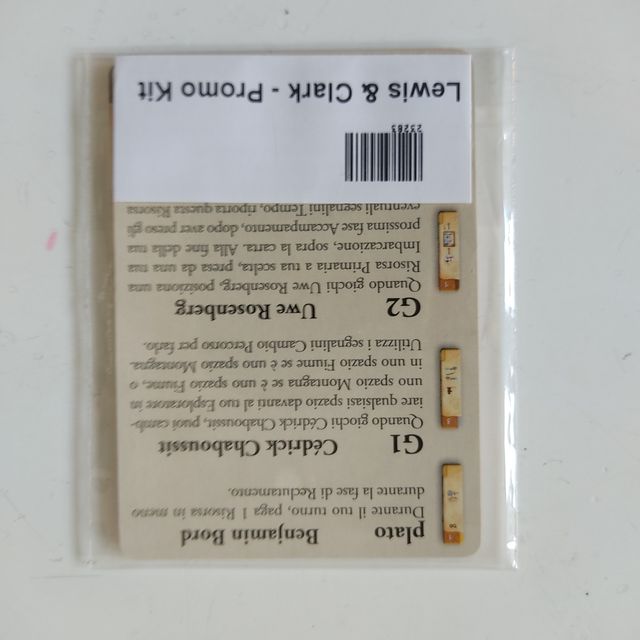 plato Benjamin Bord
Durante il tuo turno, paga 1 Risorsa in meno
durante la fase di Reclutamento.
G1 Cédrick Chaboussit
Quando giochi Cédrick Chaboussit, puoi camb-
iare qualsiasi spazio davanti al tuo Esploratore in
uno spazio Montagna se è uno spazio Fiume, o
in uno spazio Fiume se è uno spazio Montagna.
Utilizza i segnalini Cambio Percorso per farlo.
G2 Uwe Rosenberg
Quando giochi Uwe Rosenberg, posiziona una
Risorsa Primaria a tua scelta, presa da una tua
Imbarcazione, sopra la carta. Alla fine della tua
prossima fase Accampamento, dopo aver preso gli
eventuali segnalini Tempo, riporta questa Risorsa
23283
Lewis & Clark - Promo Kit